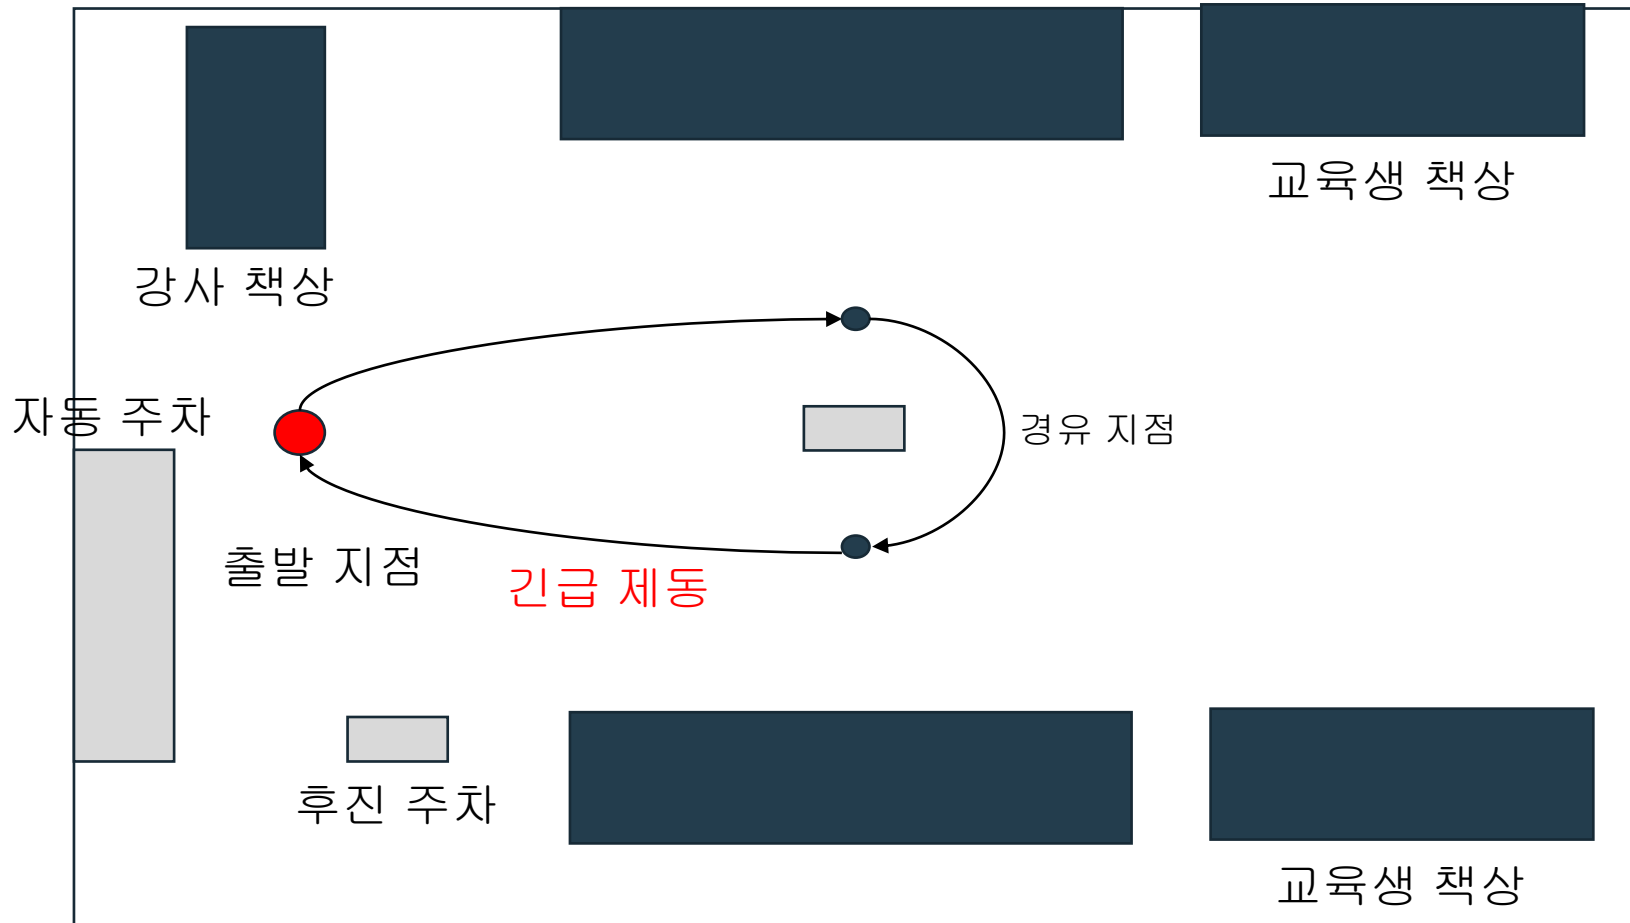 교육생 책상
강사 책상
자동 주차
경유 지점
출발 지점
긴급 제동
후진 주차
교육생 책상